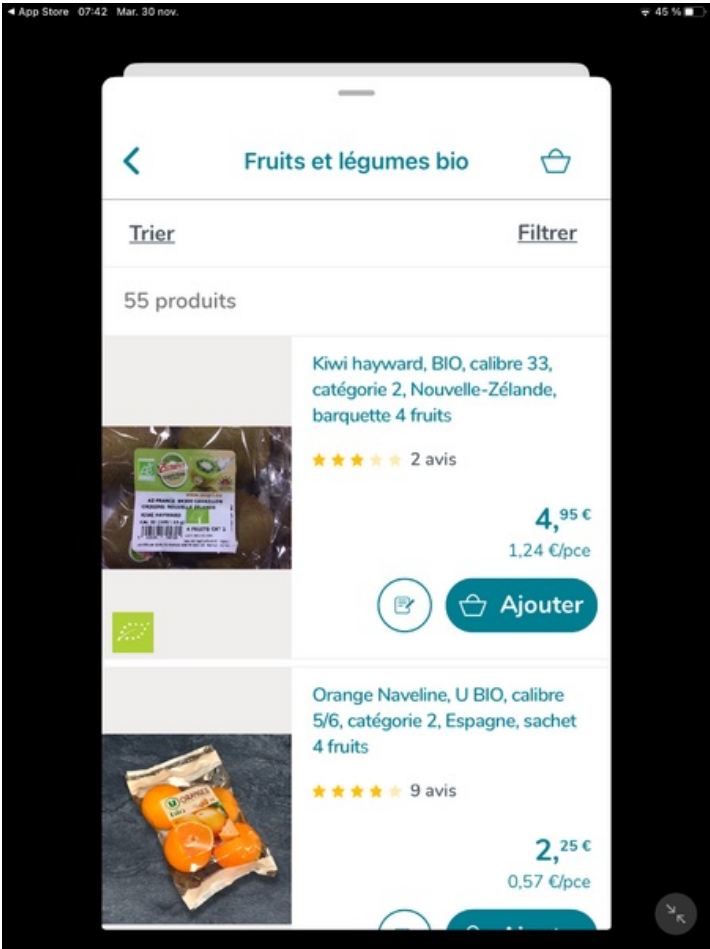 ◄ App Store 07:42 Mar. 30 nov.
45 %
Fruits et légumes bio
Trier
Filtrer
55 produits
Kiwi hayward, BIO, calibre 33,
catégorie 2, Nouvelle-Zélande,
barquette 4 fruits
2 avis
4,95 €
1,24 €/pce
Ajouter
Orange Naveline, U BIO, calibre
5/6, catégorie 2, Espagne, sachet
4 fruits
ORANGES
9 avis
2,25 €
0,57 €/pce